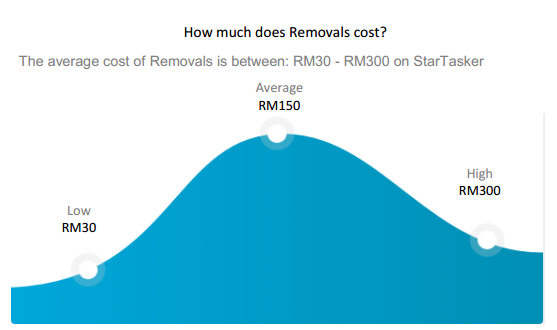 How much does Removals cost?
The average cost of Removals is between: RM30 - RM300 on StarTasker
Average
RM150
High
RM300
Low
RM30